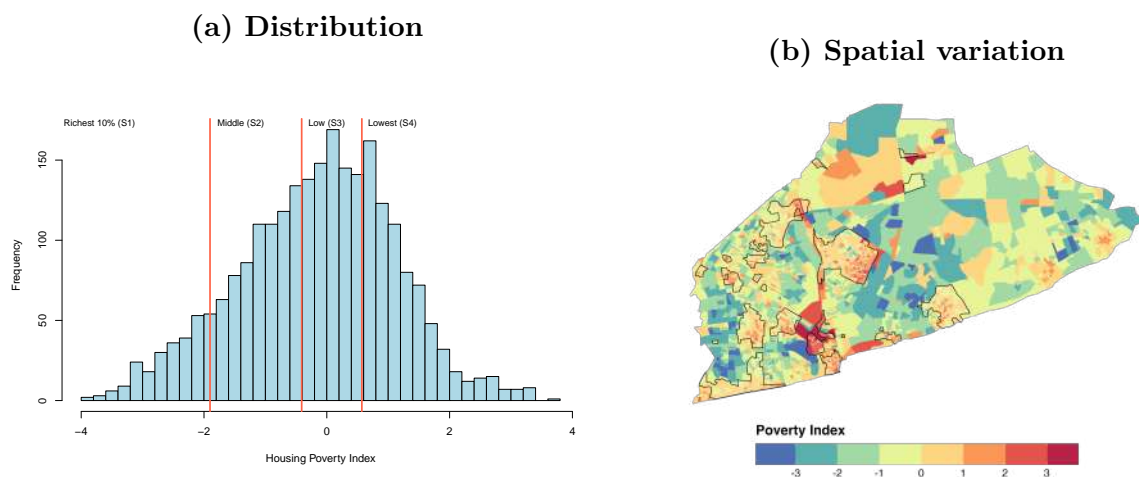 (a) Distribution
Richest 10% (S1) Middle (S2) Low (S3) Lowest (S4)
150
100
50
0
Frequency
−4 −2 0 2 4
Housing Poverty Index
(b) Spatial variation
Poverty Index
-3 -2 -1 0 1 2 3